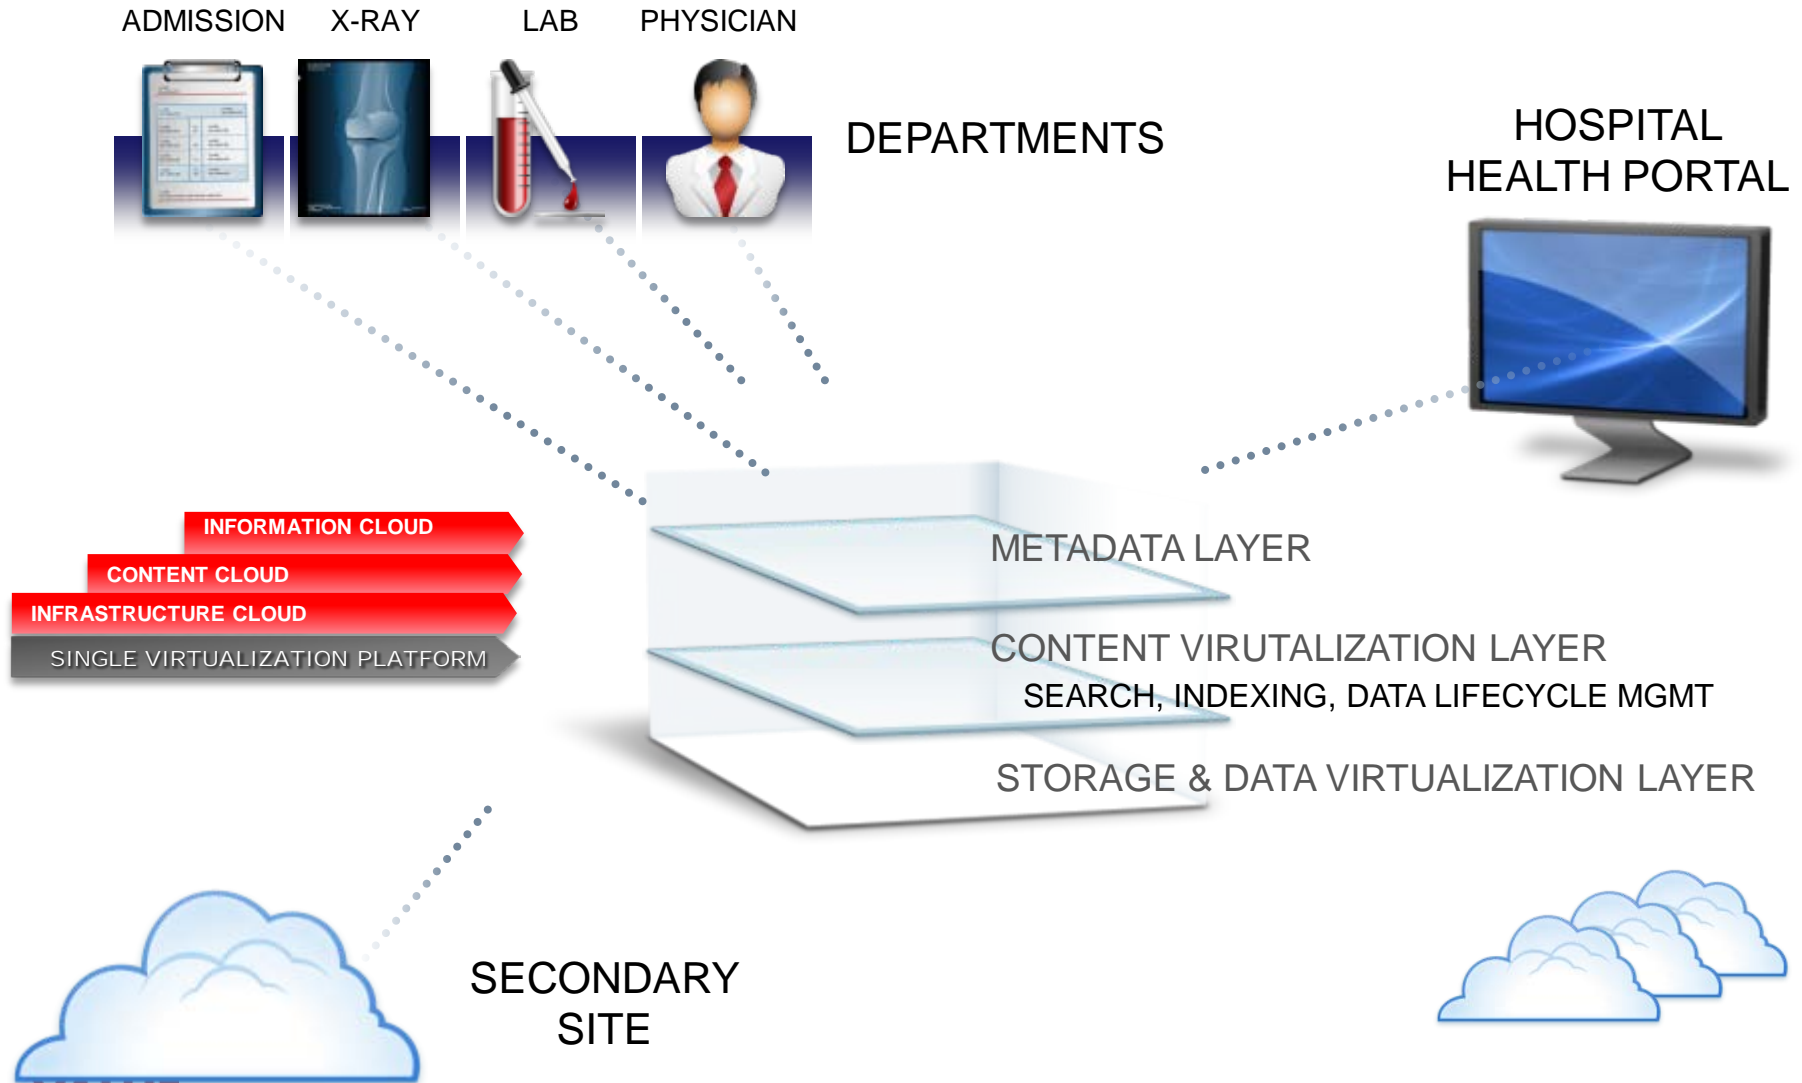 ADMISSION
X-RAY
LAB
PHYSICIAN
DEPARTMENTS
HOSPITAL
HEALTH PORTAL
INFORMATION CLOUD
CONTENT CLOUD
INFRASTRUCTURE CLOUD
SINGLE VIRTUALIZATION PLATFORM
METADATA LAYER
CONTENT VIRUTALIZATION LAYER
SEARCH, INDEXING, DATA LIFECYCLE MGMT
STORAGE & DATA VIRTUALIZATION LAYER
SECONDARY
SITE